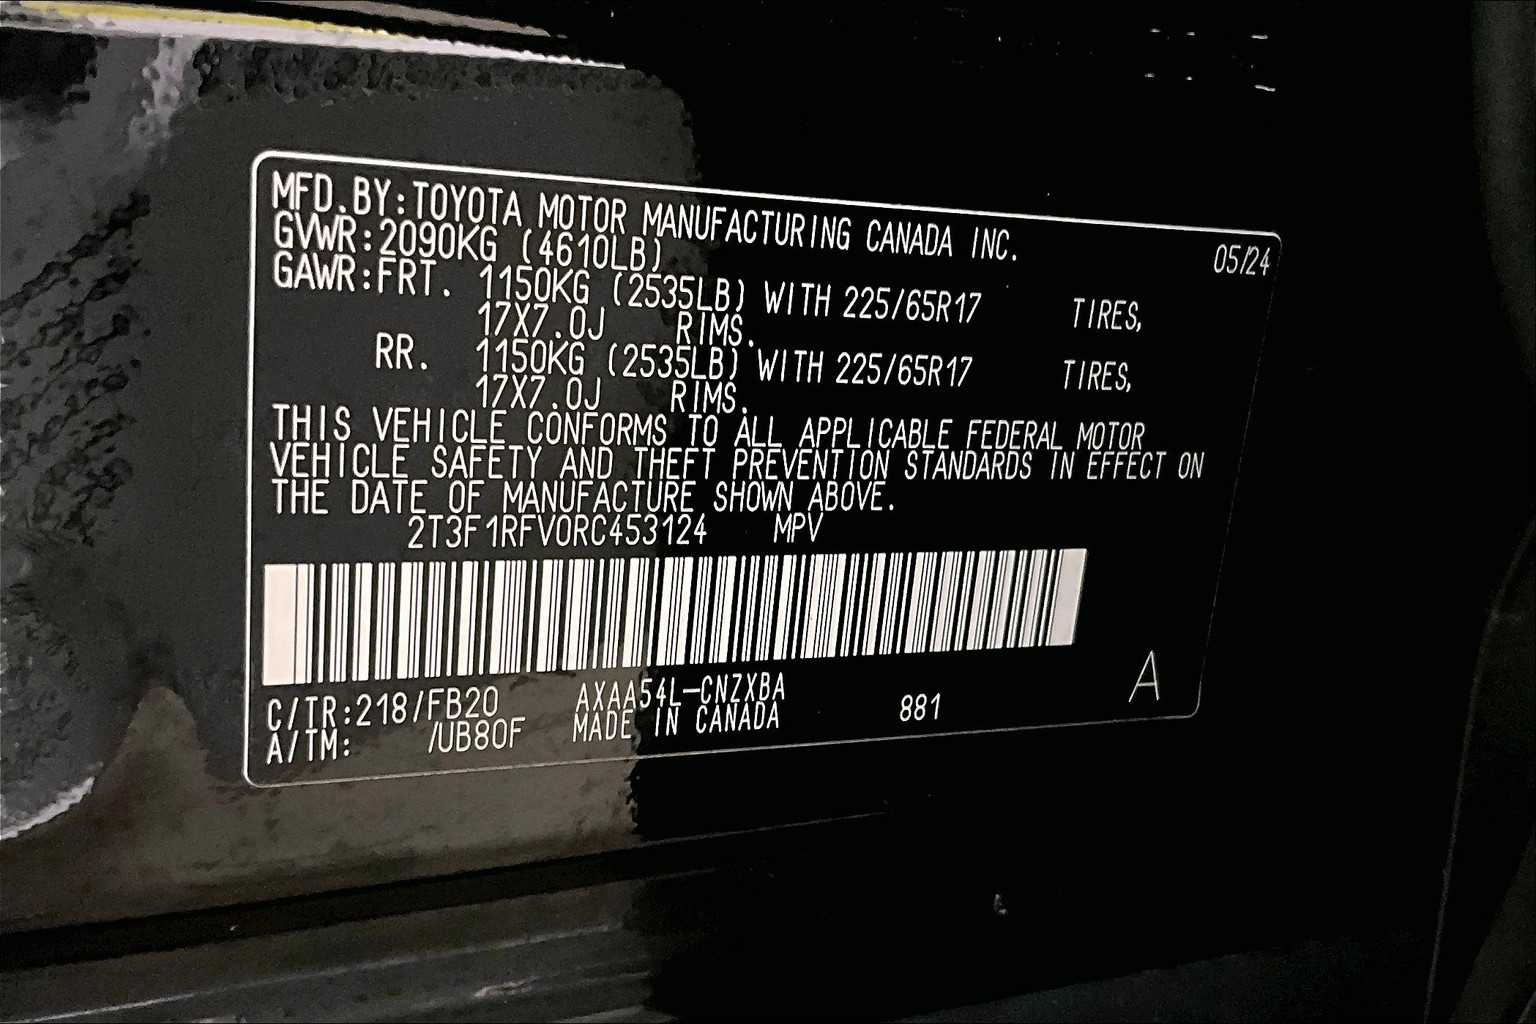 MFD.BY:TOYOTA MOTOR MANUFACTURING CANADA INC. 05/24
GVWR:2090KG (4610LB)
GAWR:FRT. 1150KG (2535LB) WITH 225/65R17 TIRES,
17X7.0J RIMS.
RR. 1150KG (2535LB) WITH 225/65R17 TIRES,
17X7.0J RIMS.
THIS VEHICLE CONFORMS TO ALL APPLICABLE FEDERAL MOTOR
VEHICLE SAFETY AND THEFT PREVENTION STANDARDS IN EFFECT ON
THE DATE OF MANUFACTURE SHOWN ABOVE.
2T3F1RFV0RC453124 MPV
C/TR:218/FB20 AXAA54L-CNZXBA 881 A
A/TM: /UB80F MADE IN CANADA